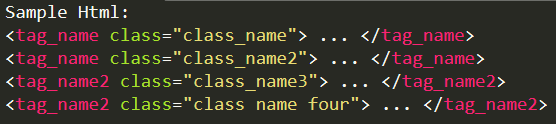 Sample Html:
<tag_name class="class_name"> ... </tag_name>
<tag_name class="class_name2"> ... </tag_name>
<tag_name2 class="class_name3"> ... </tag_name2>
<tag_name2 class="class name four"> ... </tag_name2>